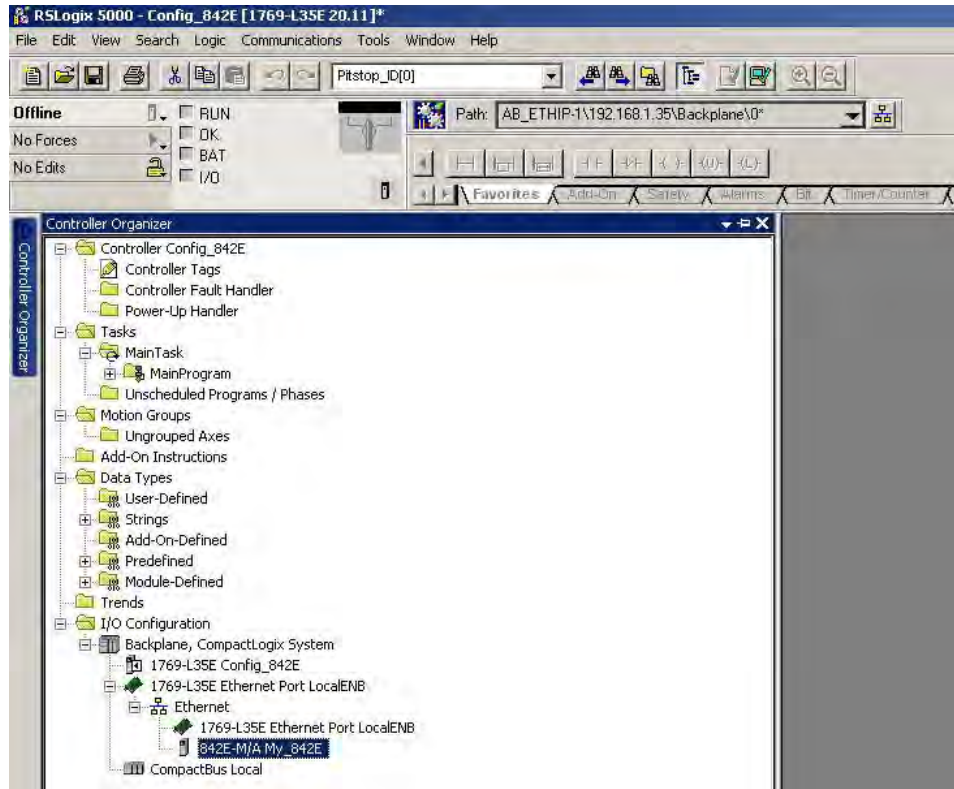 RSLogix 5000 - Config_842E [1769-L35E 20.11]*
File Edit View Search Logic Communications Tools Window Help
Pitstop_ID[0]
Offline RUN
Path: AB_ETHIP-1\192.168.1.35\Backplane\0*
No Forces OK
BAT
No Edits
I/O
Favorites Add-On Safety Alarms Bit Timer/Counter
Controller Organizer
Controller Organizer
Controller Config_842E
Controller Tags
Controller Fault Handler
Power-Up Handler
Tasks
MainTask
MainProgram
Unscheduled Programs / Phases
Motion Groups
Ungrouped Axes
Add-On Instructions
Data Types
User-Defined
Strings
Add-On-Defined
Predefined
Module-Defined
Trends
I/O Configuration
Backplane, CompactLogix System
1769-L35E Config_842E
1769-L35E Ethernet Port LocalENB
Ethernet
1769-L35E Ethernet Port LocalENB
842E-M/A My_842E
CompactBus Local